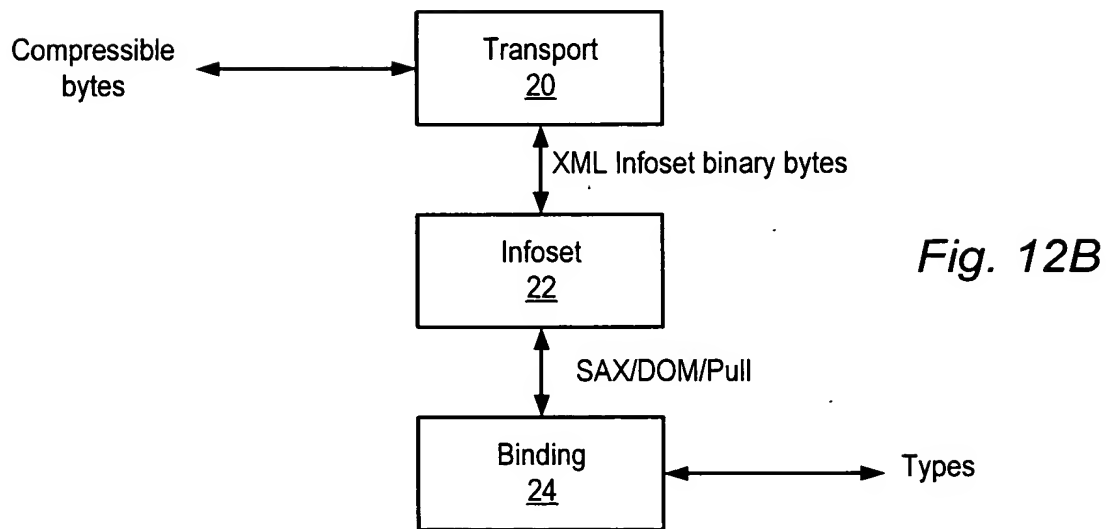 Compressible
bytes
Transport
20
XML Infoset binary bytes
Infoset
22
Fig. 12B
SAX/DOM/Pull
Binding
24
Types